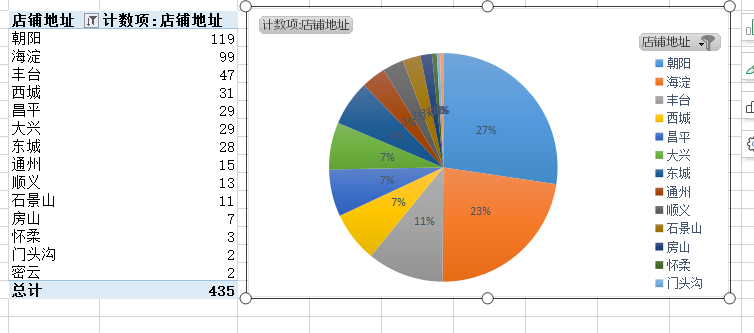 店铺地址 计数项:店铺地址
朝阳 119
海淀 99
丰台 47
西城 31
昌平 29
大兴 29
东城 28
通州 15
顺义 13
石景山 11
房山 7
怀柔 3
门头沟 2
密云 2
总计 435
计数项:店铺地址
店铺地址
27%
23%
11%
7%
7%
7%
朝阳
海淀
丰台
西城
昌平
大兴
东城
通州
顺义
石景山
房山
怀柔
门头沟